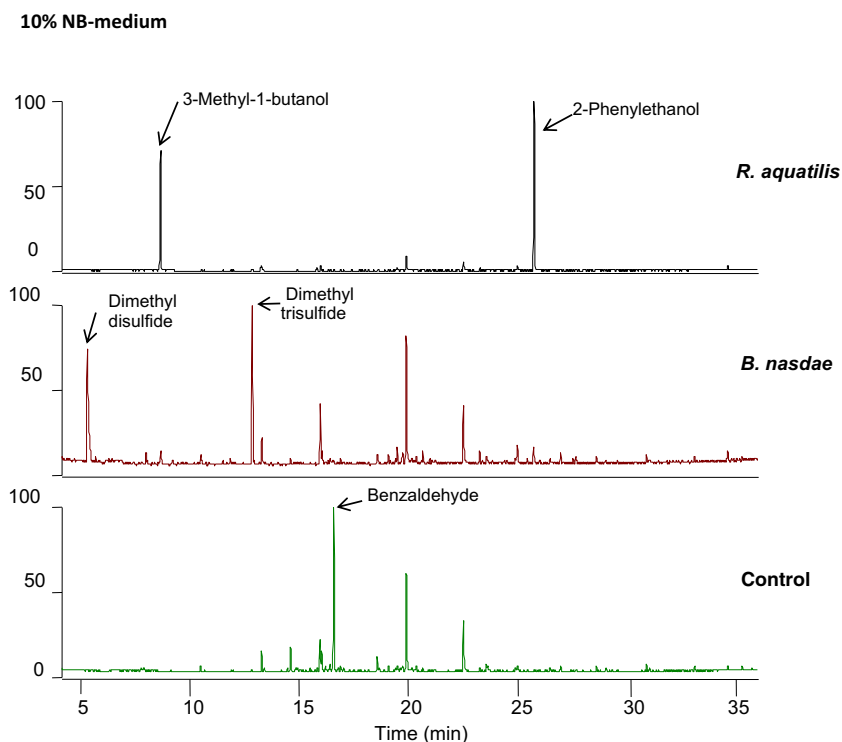 10% NB-medium
100
3-Methyl-1-butanol
2-Phenylethanol
50
R. aquatilis
0
100
Dimethyl
disulfide
Dimethyl
trisulfide
50
B. nasdae
100
Benzaldehyde
50
Control
0
5 10 15 20 25 30 35
Time (min)